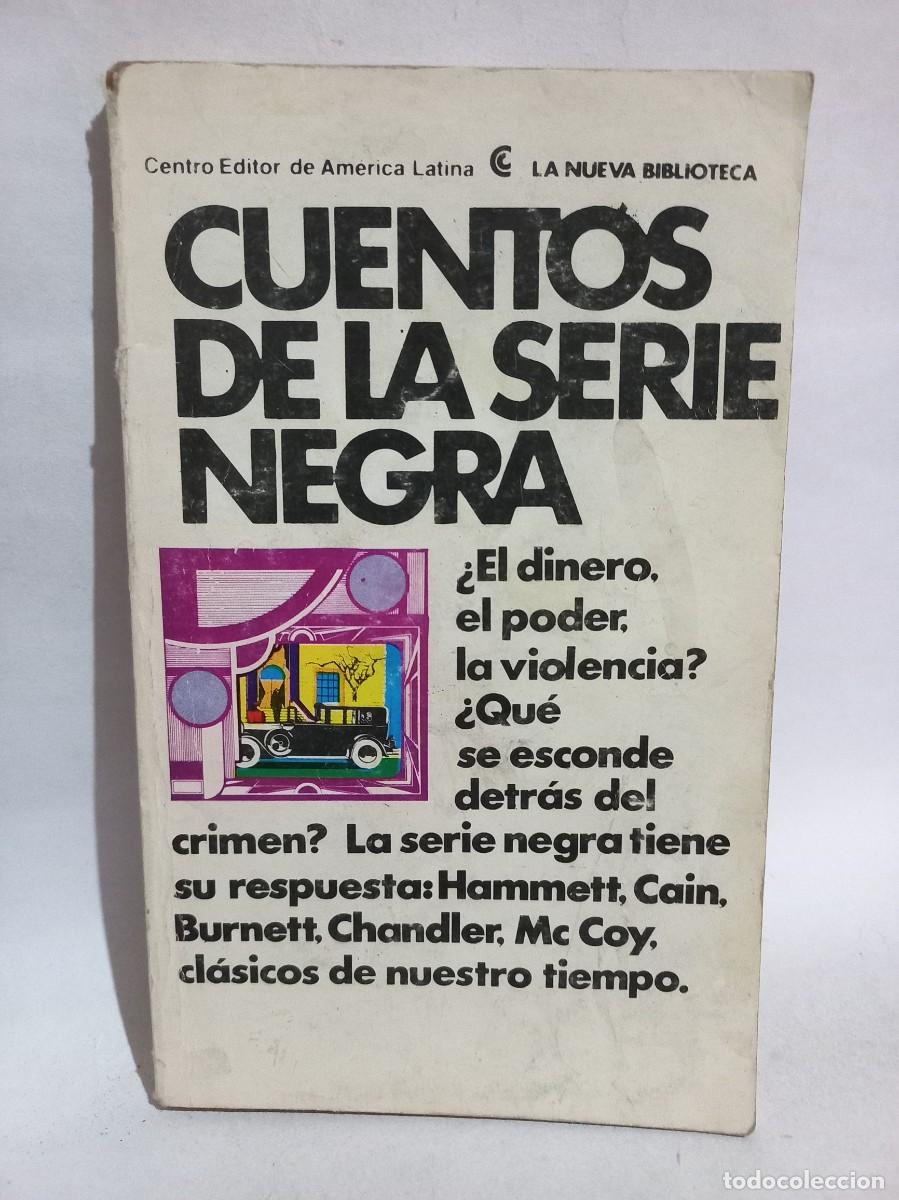 Centro Editor de América Latina LA NUEVA BIBLIOTECA
CUENTOS
DE LA SERIE
NEGRA
¿El dinero,
el poder,
la violencia?
¿Qué
se esconde
detrás del
crimen? La serie negra tiene
su respuesta: Hammett, Cain,
Burnett, Chandler, Mc Coy,
clásicos de nuestro tiempo.
todocoleccion